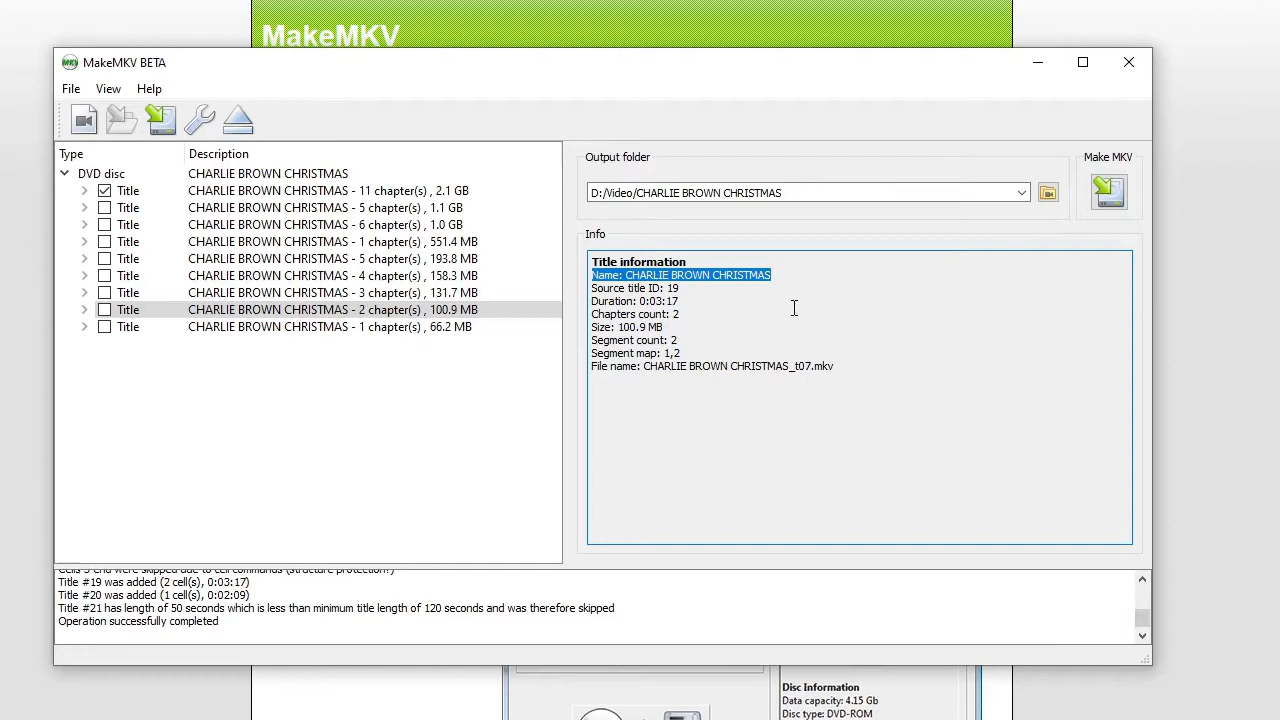 MakeMKV
MakeMKV BETA
File View Help
Type Description
DVD disc CHARLIE BROWN CHRISTMAS
Title CHARLIE BROWN CHRISTMAS - 11 chapter(s) , 2.1 GB
Title CHARLIE BROWN CHRISTMAS - 5 chapter(s) , 1.1 GB
Title CHARLIE BROWN CHRISTMAS - 6 chapter(s) , 1.0 GB
Title CHARLIE BROWN CHRISTMAS - 1 chapter(s) , 551.4 MB
Title CHARLIE BROWN CHRISTMAS - 5 chapter(s) , 193.8 MB
Title CHARLIE BROWN CHRISTMAS - 4 chapter(s) , 158.3 MB
Title CHARLIE BROWN CHRISTMAS - 3 chapter(s) , 131.7 MB
Title CHARLIE BROWN CHRISTMAS - 2 chapter(s) , 100.9 MB
Title CHARLIE BROWN CHRISTMAS - 1 chapter(s) , 66.2 MB
Output folder
D:/Video/CHARLIE BROWN CHRISTMAS
Make MKV
Info
Title information
Name: CHARLIE BROWN CHRISTMAS
Source title ID: 19
Duration: 0:03:17
Chapters count: 2
Size: 100.9 MB
Segment count: 2
Segment map: 1,2
File name: CHARLIE BROWN CHRISTMAS_t07.mkv
end were skipped due to cell commands (structure protection?)
Title #19 was added (2 cell(s), 0:03:17)
Title #20 was added (1 cell(s), 0:02:09)
Title #21 has length of 50 seconds which is less than minimum title length of 120 seconds and was therefore skipped
Operation successfully completed
Disc Information
Data capacity: 4.15 Gb
Disc type: DVD-ROM